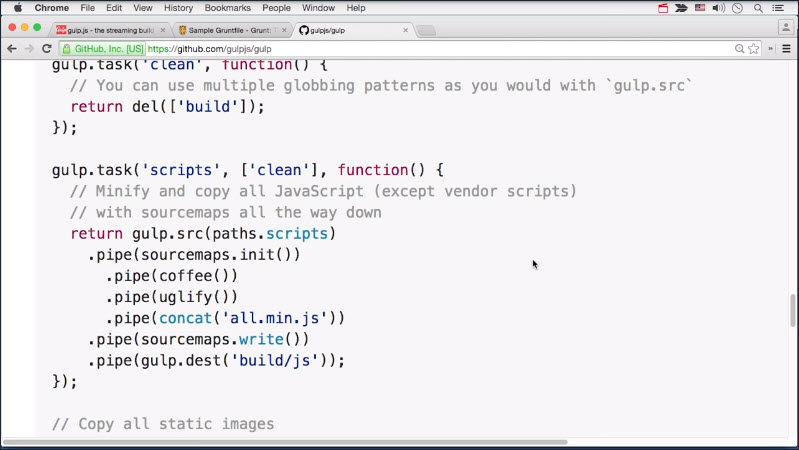 Chrome File Edit View History Bookmarks People Window Help
gulp.js - the streaming build
Sample Gruntfile - Grunt: T
gulpjs/gulp
GitHub, Inc. [US] https://github.com/gulpjs/gulp
gulp.task('clean', function() {
// You can use multiple globbing patterns as you would with `gulp.src`
return del(['build']);
});
gulp.task('scripts', ['clean'], function() {
// Minify and copy all JavaScript (except vendor scripts)
// with sourcemaps all the way down
return gulp.src(paths.scripts)
.pipe(sourcemaps.init())
.pipe(coffee())
.pipe(uglify())
.pipe(concat('all.min.js'))
.pipe(sourcemaps.write())
.pipe(gulp.dest('build/js'));
});
// Copy all static images